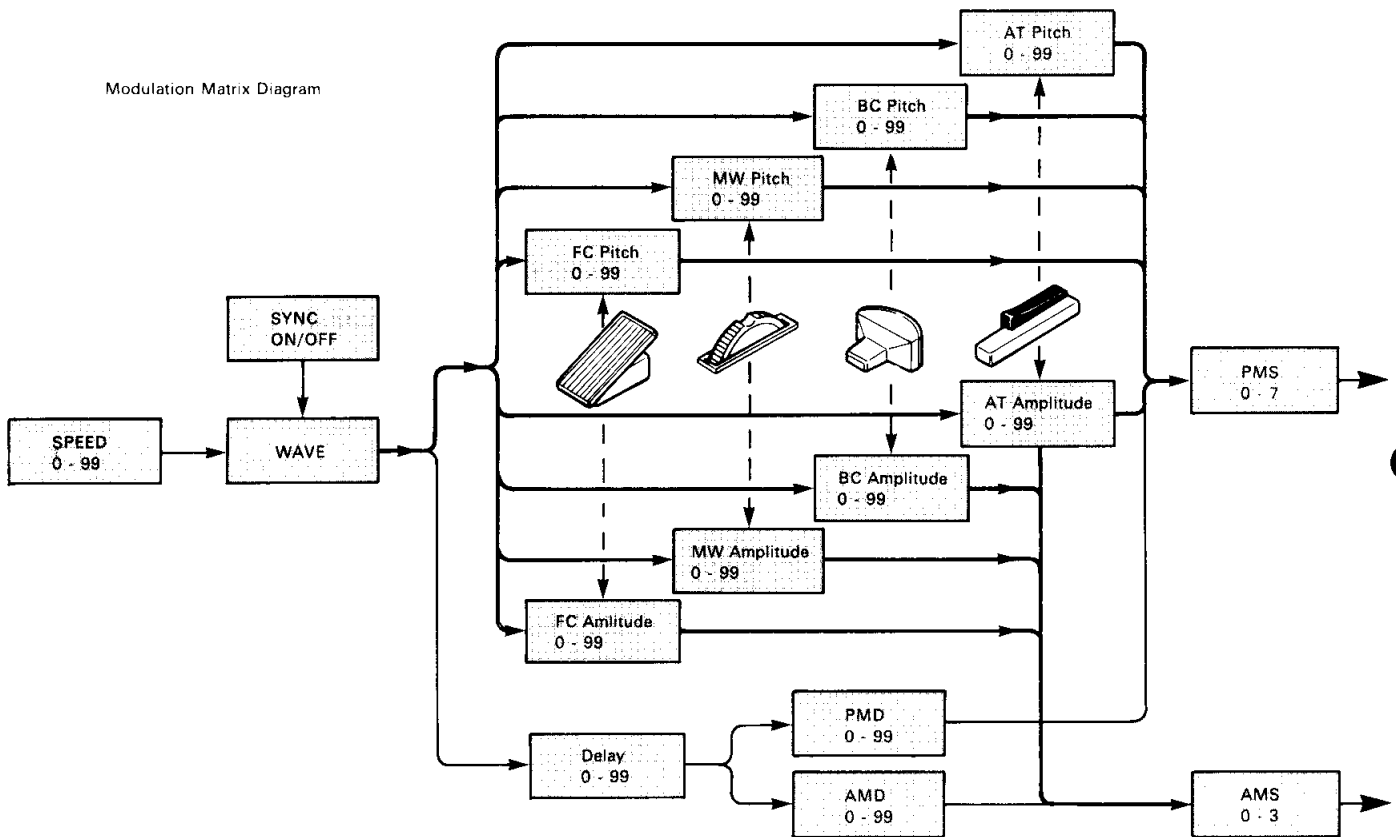 Modulation Matrix Diagram
AT Pitch
0 - 99
BC Pitch
0 - 99
MW Pitch
0 - 99
FC Pitch
0 - 99
SYNC
ON/OFF
SPEED
0 - 99
WAVE
PMS
0 - 7
AT Amplitude
0 - 99
BC Amplitude
0 - 99
MW Amplitude
0 - 99
FC Amlitude
0 - 99
PMD
0 - 99
Delay
0 - 99
AMD
0 - 99
AMS
0 - 3